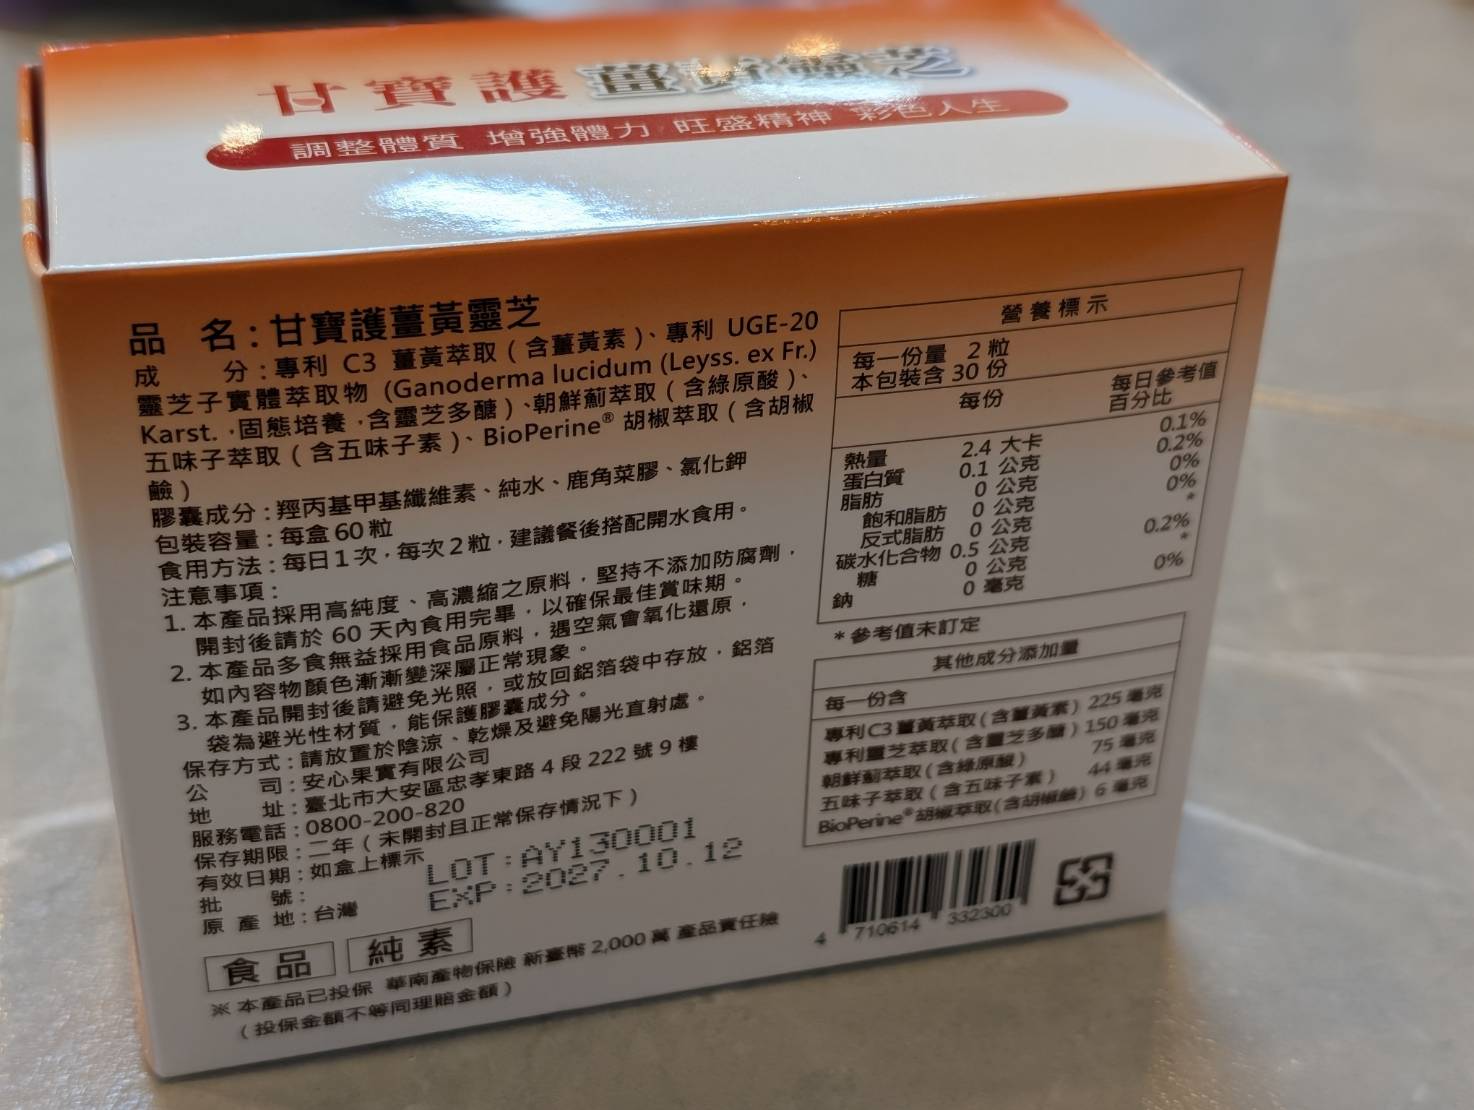 甘寶護薑黃靈芝
調整體質 增強體力 旺盛精神 彩色人生
品 名：甘寶護薑黃靈芝
成 分：專利 C3 薑黃萃取（含薑黃素）、專利 UGE-20
靈芝子實體萃取物 (Ganoderma lucidum (Leyss. ex Fr.)
Karst.，固態培養，含靈芝多醣）、朝鮮薊萃取（含綠原酸）、
五味子萃取（含五味子素）、BioPerine® 胡椒萃取（含胡椒
鹼）
膠囊成分：羥丙基甲基纖維素、純水、鹿角菜膠、氯化鉀
包裝容量：每盒 60 粒
食用方法：每日 1 次，每次 2 粒，建議餐後搭配開水食用。
注意事項：
1. 本產品採用高純度、高濃縮之原料，堅持不添加防腐劑，
開封後請於 60 天內食用完畢，以確保最佳賞味期。
2. 本產品多食無益採用食品原料，遇空氣會氧化還原，
如內容物顏色漸漸變深屬正常現象。
3. 本產品開封後請避免光照，或放回鋁箔袋中存放，鋁箔
袋為避光性材質，能保護膠囊成分。
保存方式：請放置於陰涼、乾燥及避免陽光直射處。
公 司：安心果實有限公司
地 址：臺北市大安區忠孝東路 4 段 222 號 9 樓
服務電話：0800-200-820
保存期限：二年（未開封且正常保存情況下）
有效日期：如盒上標示
批 號：
LOT：AY130001
EXP：2027.10.12
原 產 地：台灣
食品 純素
※ 本產品已投保 華南產物保險 新臺幣 2,000 萬 產品責任險
（投保金額不等同理賠金額）
營養標示
每一份量 2 粒
本包裝含 30 份
每份 每日參考值百分比
熱量 2.4 大卡 0.1%
蛋白質 0.1 公克 0.2%
脂肪 0 公克 0%
飽和脂肪 0 公克 0%
反式脂肪 0 公克 *
碳水化合物 0.5 公克 0.2%
糖 0 公克 *
鈉 0 毫克 0%
* 參考值未訂定
其他成分添加量
每一份含
專利C3薑黃萃取（含薑黃素）225 毫克
專利靈芝萃取（含靈芝多醣）150 毫克
朝鮮薊萃取（含綠原酸） 75 毫克
五味子萃取（含五味子素） 44 毫克
BioPerine® 胡椒萃取（含胡椒鹼）6 毫克
4 710614 332300